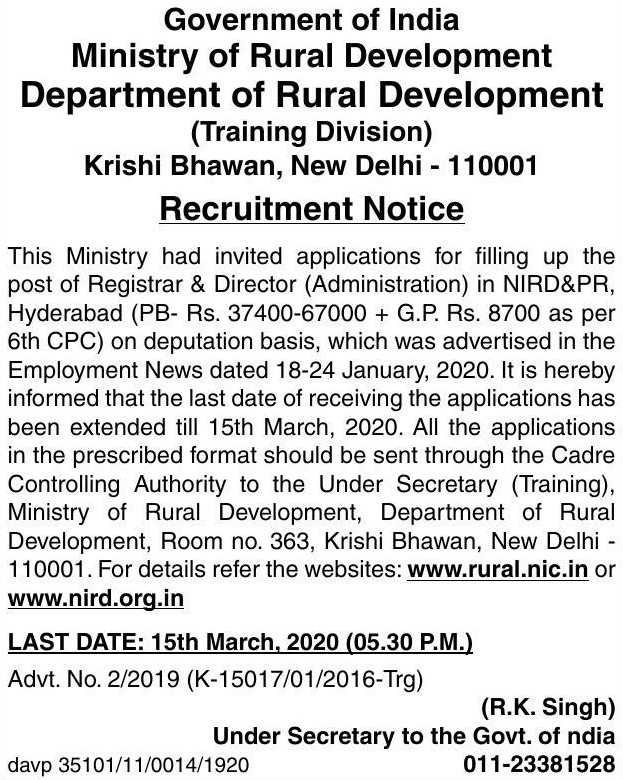 Government of India
Ministry of Rural Development
Department of Rural Development
(Training Division)
Krishi Bhawan, New Delhi - 110001
Recruitment Notice
This Ministry had invited applications for filling up the
post of Registrar & Director (Administration) in NIRD&PR,
Hyderabad (PB- Rs. 37400-67000 + G.P. Rs. 8700 as per
6th CPC) on deputation basis, which was advertised in the
Employment News dated 18-24 January, 2020. It is hereby
informed that the last date of receiving the applications has
been extended till 15th March, 2020. All the applications
in the prescribed format should be sent through the Cadre
Controlling Authority to the Under Secretary (Training),
Ministry of Rural Development, Department of Rural
Development, Room no. 363, Krishi Bhawan, New Delhi -
110001. For details refer the websites: www.rural.nic.in or
www.nird.org.in
LAST DATE: 15th March, 2020 (05.30 P.M.)
Advt. No. 2/2019 (K-15017/01/2016-Trg)
(R.K. Singh)
Under Secretary to the Govt. of ndia
davp 35101/11/0014/1920 011-23381528